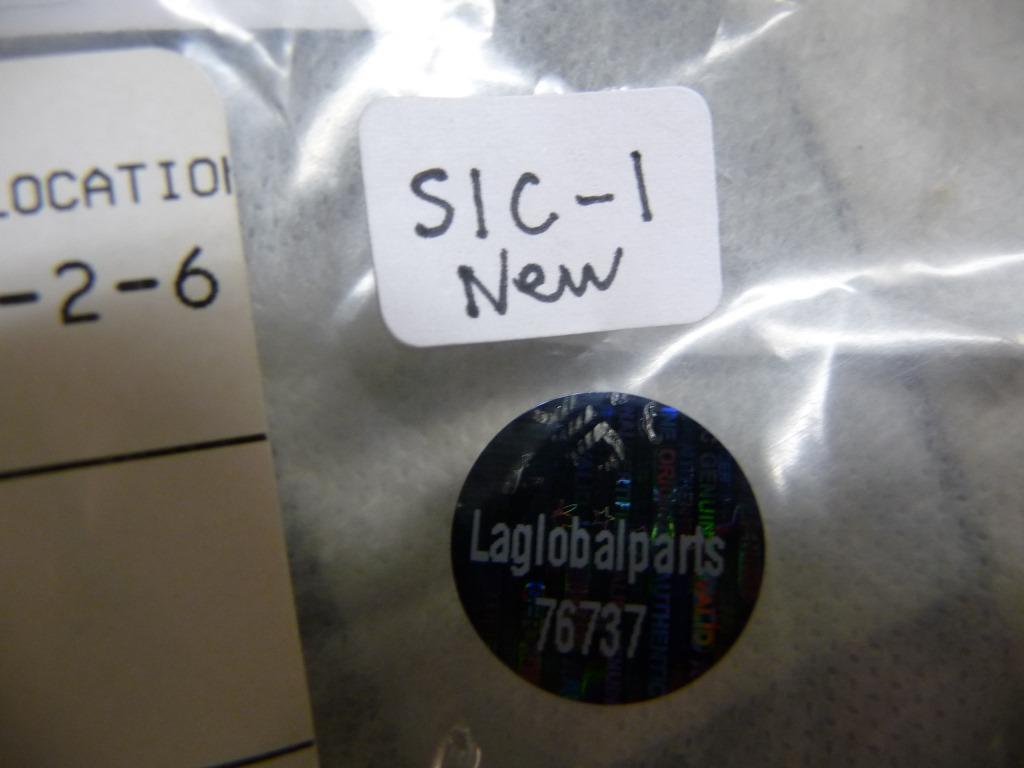 LOCATION
-2-6
SIC-1
New
Laglobalparts
76737